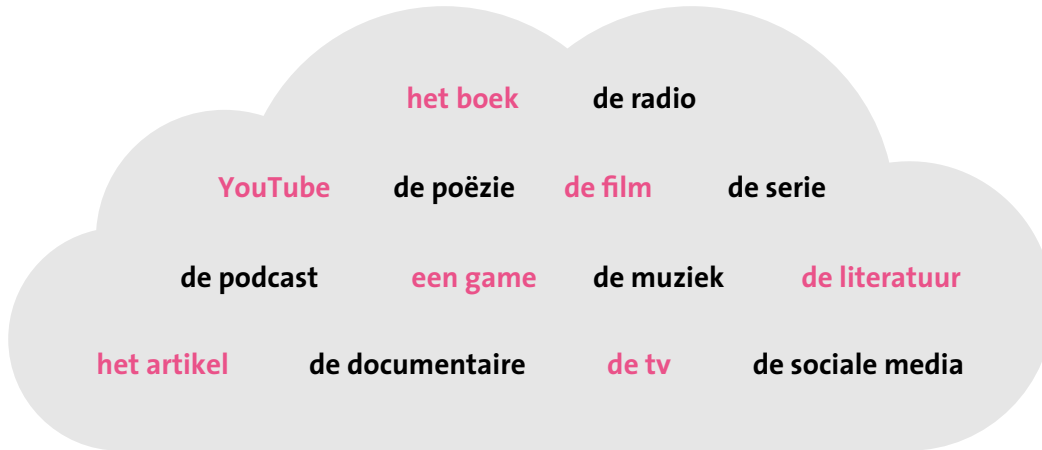 het boek de radio
YouTube de poëzie de film de serie
de podcast een game de muziek de literatuur
het artikel de documentaire de tv de sociale media